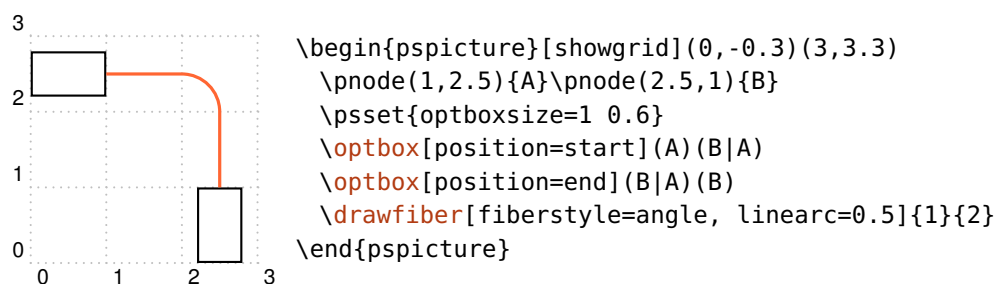 3
2
1
0
0 1 2 3
\begin{pspicture}[showgrid](0,-0.3)(3,3.3)
\pnode(1,2.5){A}\pnode(2.5,1){B}
\psset{optboxsize=1 0.6}
\optbox[position=start](A)(B|A)
\optbox[position=end](B|A)(B)
\drawfiber[fiberstyle=angle, linearc=0.5]{1}{2}
\end{pspicture}